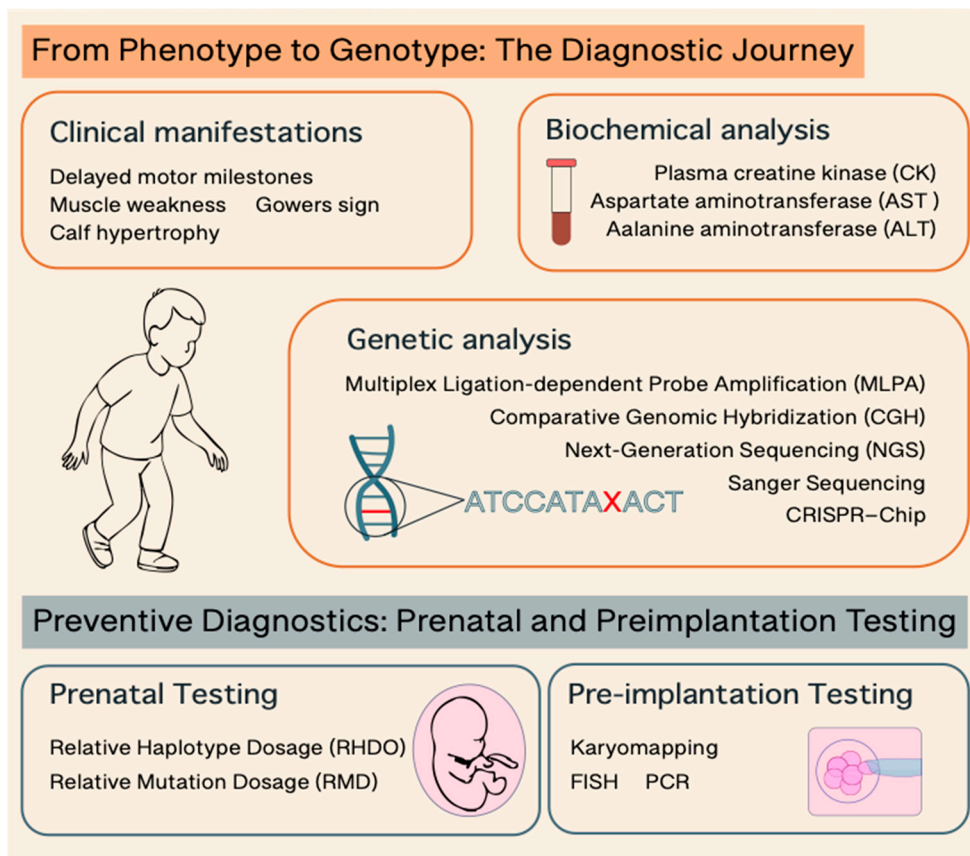 From Phenotype to Genotype: The Diagnostic Journey
Clinical manifestations
Delayed motor milestones
Muscle weakness Gowers sign
Calf hypertrophy
Biochemical analysis
Plasma creatine kinase (CK)
Aspartate aminotransferase (AST )
Aalanine aminotransferase (ALT)
Genetic analysis
Multiplex Ligation-dependent Probe Amplification (MLPA)
Comparative Genomic Hybridization (CGH)
Next-Generation Sequencing (NGS)
Sanger Sequencing
CRISPR–Chip
ATCCATAXACT
Preventive Diagnostics: Prenatal and Preimplantation Testing
Prenatal Testing
Relative Haplotype Dosage (RHDO)
Relative Mutation Dosage (RMD)
Pre-implantation Testing
Karyomapping
FISH PCR